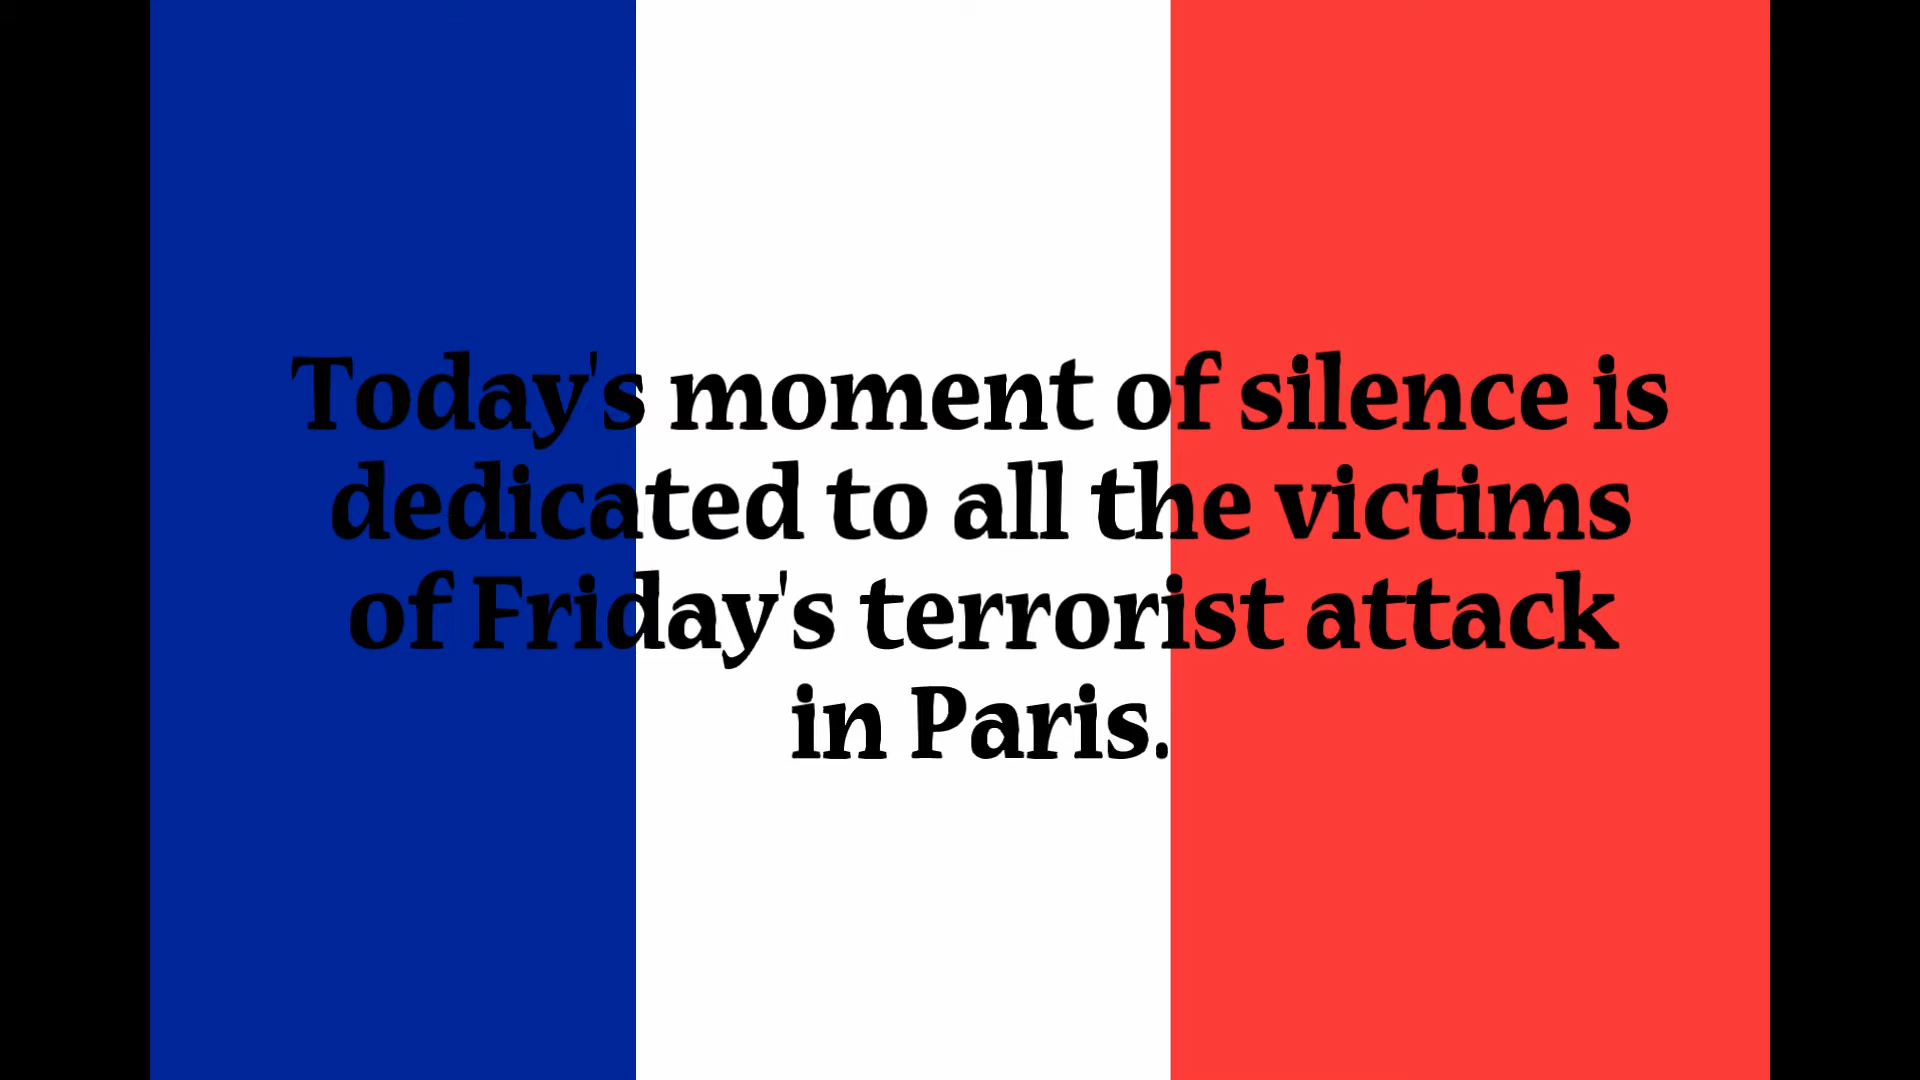 Today's moment of silence is
dedicated to all the victims
of Friday's terrorist attack
in Paris.